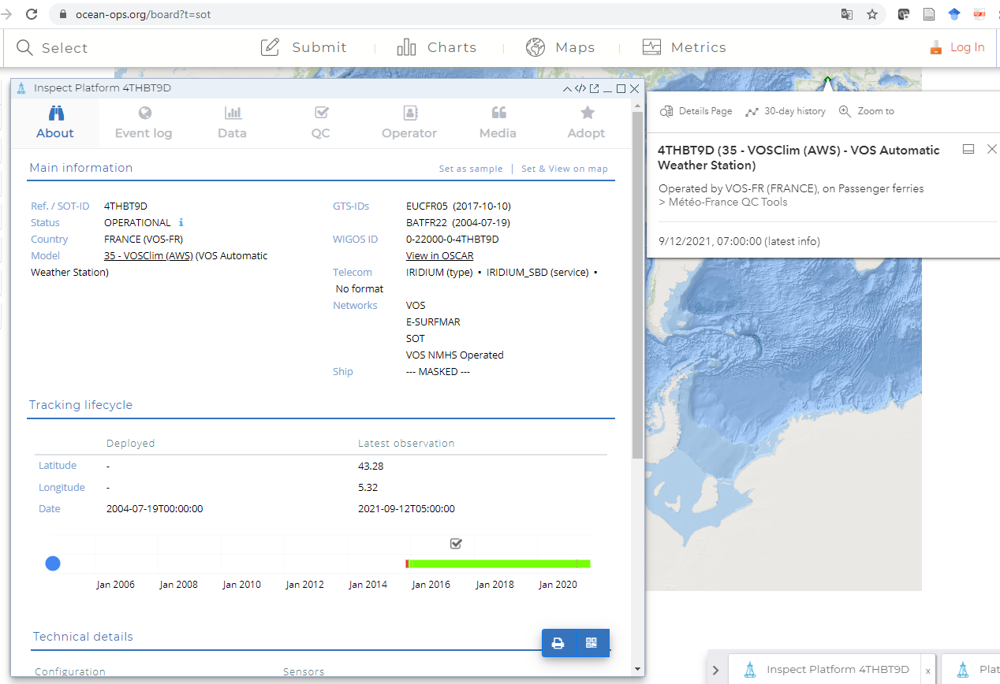 ocean-ops.org/board?t=sot
Select
Submit
Charts
Maps
Metrics
Log In
Inspect Platform 4THBT9D
About
Event log
Data
QC
Operator
Media
Adopt
Main information
Set as sample | Set & View on map
Ref. / SOT-ID 4THBT9D
Status OPERATIONAL
Country FRANCE (VOS-FR)
Model 35 - VOSClim (AWS) (VOS Automatic
Weather Station)
GTS-IDs EUCFR05 (2017-10-10)
BATFR22 (2004-07-19)
WIGOS ID 0-22000-0-4THBT9D
View in OSCAR
Telecom IRIDIUM (type) ▪ IRIDIUM_SBD (service) ▪
No format
Networks VOS
E-SURFMAR
SOT
VOS NMHS Operated
Ship --- MASKED ---
Tracking lifecycle
Deployed Latest observation
Latitude - 43.28
Longitude - 5.32
Date 2004-07-19T00:00:00 2021-09-12T05:00:00
Jan 2006 Jan 2008 Jan 2010 Jan 2012 Jan 2014 Jan 2016 Jan 2018 Jan 2020
Technical details
Configuration Sensors
Details Page 30-day history Zoom to
4THBT9D (35 - VOSClim (AWS) - VOS Automatic
Weather Station)
Operated by VOS-FR (FRANCE), on Passenger ferries
> Météo-France QC Tools
9/12/2021, 07:00:00 (latest info)
Inspect Platform 4THBT9D x
Plat